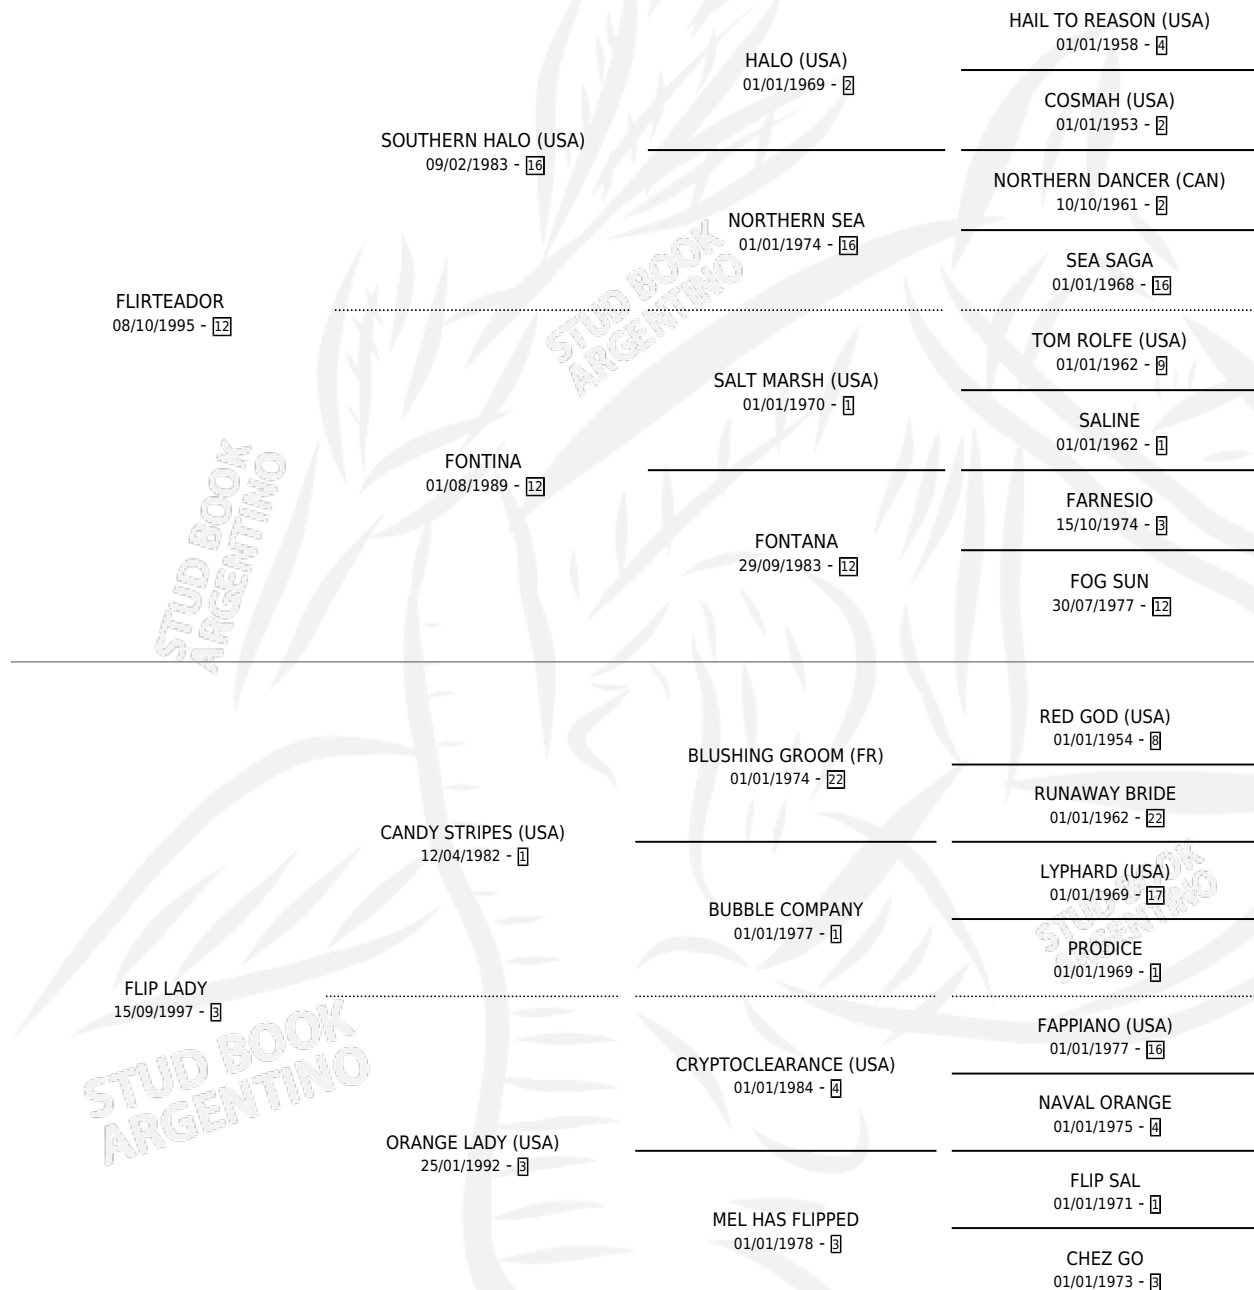 HAIL TO REASON (USA)
01/01/1958 - 4
HALO (USA)
01/01/1969 - 2
COSMAH (USA)
01/01/1953 - 2
SOUTHERN HALO (USA)
09/02/1983 - 16
NORTHERN DANCER (CAN)
10/10/1961 - 2
NORTHERN SEA
01/01/1974 - 16
SEA SAGA
01/01/1968 - 16
STUD BOOK
ARGENTINO
FLIRTEADOR
08/10/1995 - 12
TOM ROLFE (USA)
01/01/1962 - 9
SALT MARSH (USA)
01/01/1970 - 1
SALINE
01/01/1962 - 1
FONTINA
01/08/1989 - 12
FARNESIO
15/10/1974 - 3
FONTANA
29/09/1983 - 12
FOG SUN
30/07/1977 - 12
STUD BOOK
ARGENTINO
RED GOD (USA)
01/01/1954 - 8
BLUSHING GROOM (FR)
01/01/1974 - 22
RUNAWAY BRIDE
01/01/1962 - 22
CANDY STRIPES (USA)
12/04/1982 - 1
LYPHARD (USA)
01/01/1969 - 17
BUBBLE COMPANY
01/01/1977 - 1
PRODICE
01/01/1969 - 1
STUD BOOK
ARGENTINO
FLIP LADY
15/09/1997 - 3
FAPPIANO (USA)
01/01/1977 - 16
CRYPTOCLEARANCE (USA)
01/01/1984 - 4
NAVAL ORANGE
01/01/1975 - 4
STUD BOOK
ARGENTINO
ORANGE LADY (USA)
25/01/1992 - 3
FLIP SAL
01/01/1971 - 1
MEL HAS FLIPPED
01/01/1978 - 3
CHEZ GO
01/01/1973 - 3